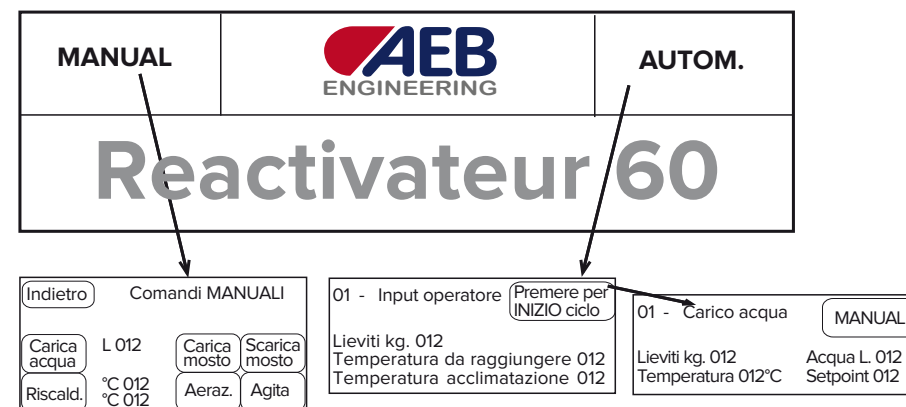 MANUAL
AEB
ENGINEERING
AUTOM.
Reactivateur 60
Indietro
Comandi MANUALI
Carica acqua
L 012
Carica mosto
Scarica mosto
Riscald.
°C 012
°C 012
Aeraz.
Agita
01 - Input operatore
Premere per
INIZIO ciclo
Lieviti kg. 012
Temperatura da raggiungere 012
Temperatura acclimatazione 012
01 - Carico acqua
MANUAL
Lieviti kg. 012
Acqua L. 012
Temperatura 012°C
Setpoint 012